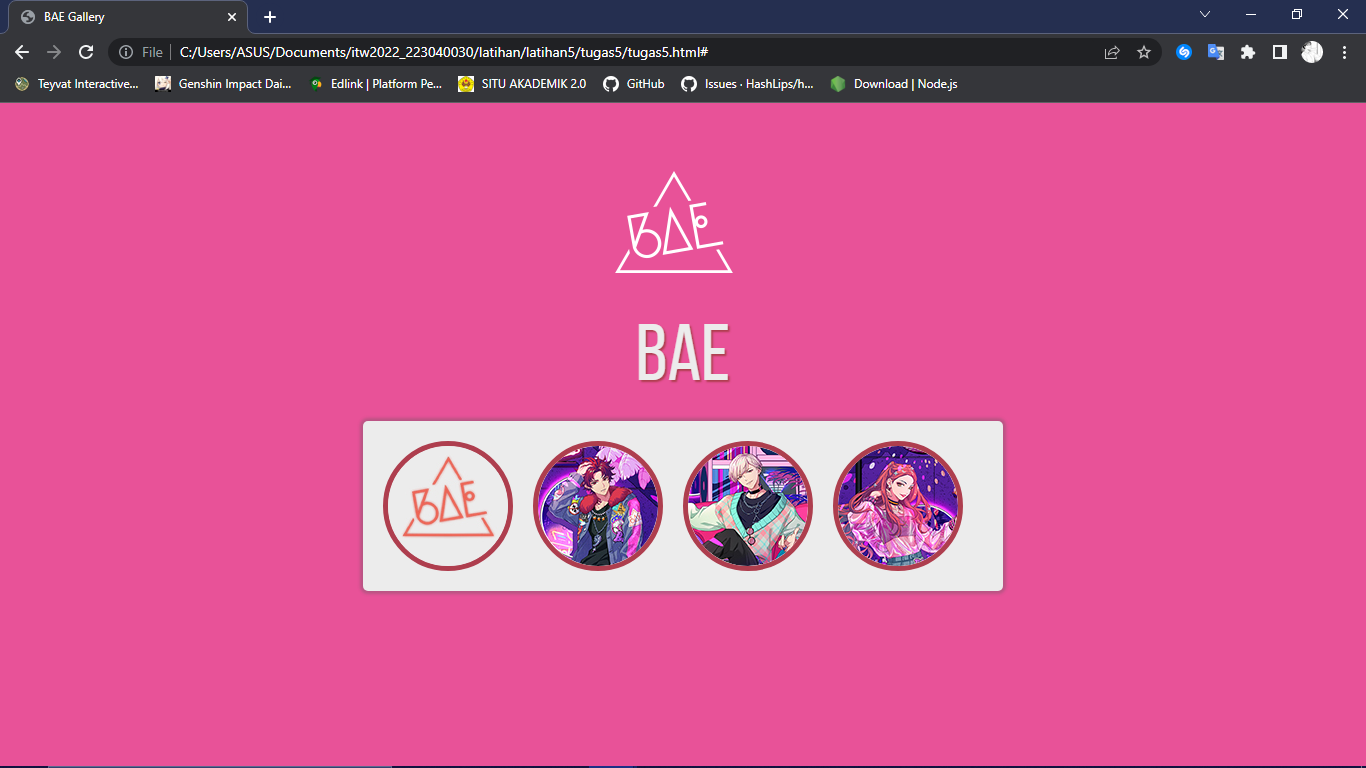 BAE Gallery
File
C:/Users/ASUS/Documents/itw2022_223040030/latihan/latihan5/tugas5/tugas5.html#
Teyvat Interactive...
Genshin Impact Dai...
Edlink | Platform Pe...
SITU AKADEMIK 2.0
GitHub
Issues · HashLips/h...
Download | Node.js
BAE
BAE
BAE